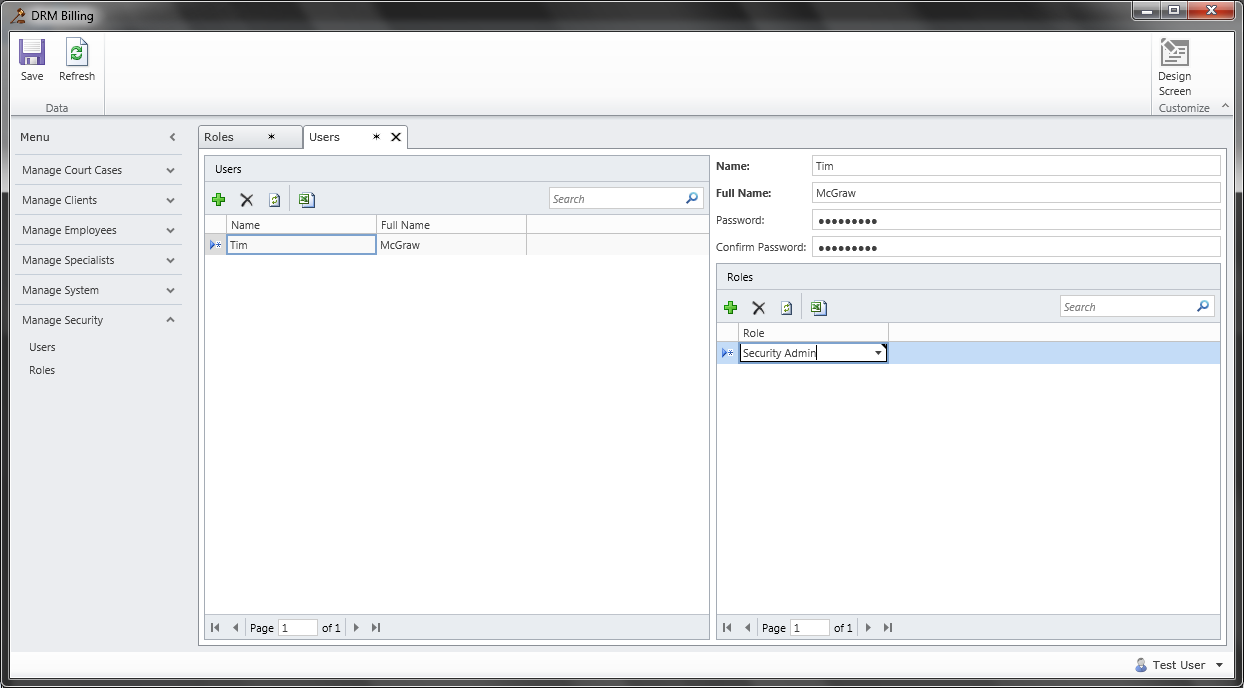 DRM Billing
Save
Refresh
Data
Design
Screen
Customize
Menu
Manage Court Cases
Manage Clients
Manage Employees
Manage Specialists
Manage System
Manage Security
Users
Roles
Roles *
Users *
Users
Search
Name Full Name
Tim McGraw
Page 1 of 1
Name: Tim
Full Name: McGraw
Password: ●●●●●●●●●
Confirm Password: ●●●●●●●●●
Roles
Search
Role
Security Admin
Page 1 of 1
Test User